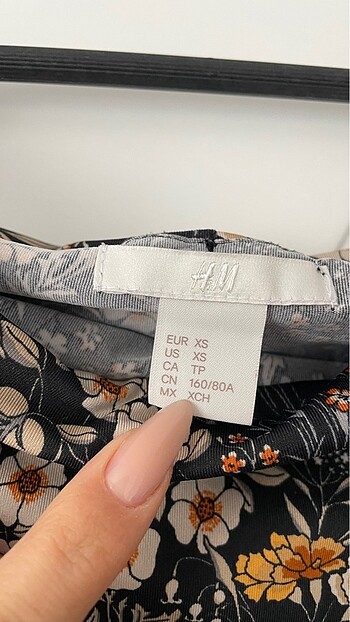 H&M
EUR XS
US XS
CA TP
CN 160/80A
MX XCH